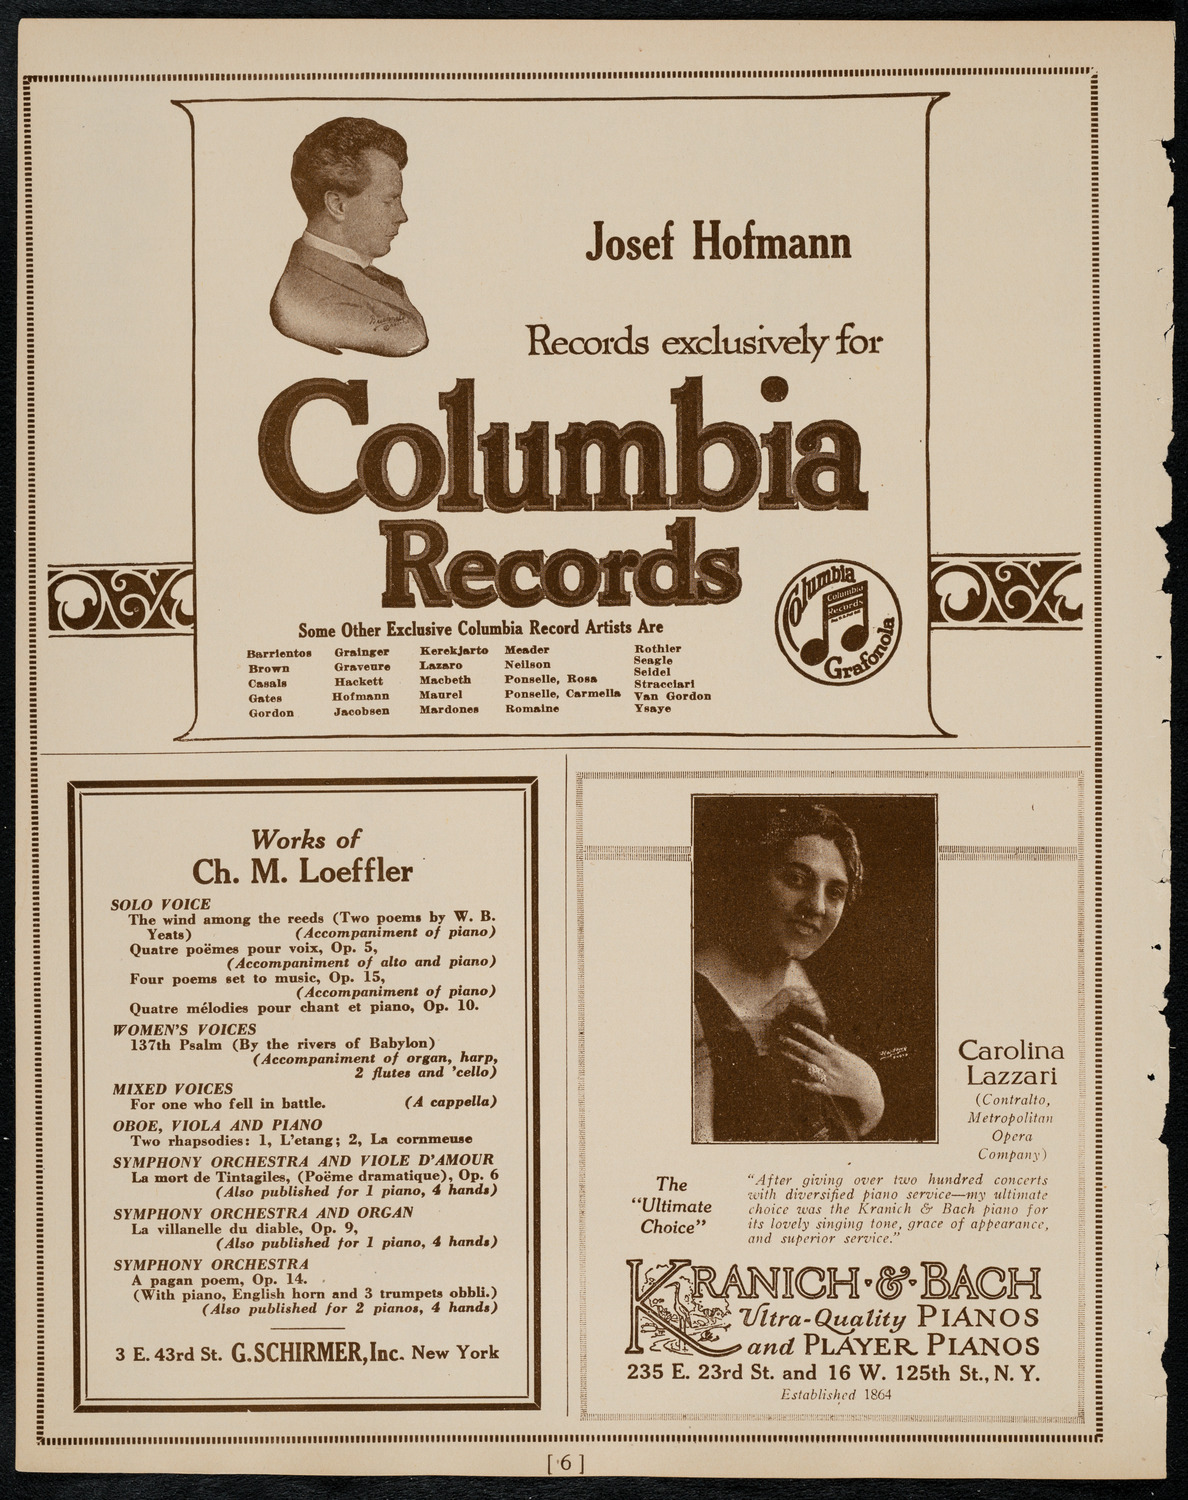 Josef Hofmann
Records exclusively for
Columbia
Records
Columbia
Columbia
Records
Grafonola
Some Other Exclusive Columbia Record Artists Are
Barrientos
Brown
Casals
Gates
Gordon
Grainger
Graveure
Hackett
Hofmann
Jacobsen
Kerekjarto
Lazaro
Macbeth
Maurel
Mardones
Meader
Neilson
Ponselle, Rosa
Ponselle, Carmella
Romaine
Rothier
Seagle
Seidel
Stracciari
Van Gordon
Ysaye
Works of
Ch. M. Loeffler
SOLO VOICE
The wind among the reeds (Two poems by W. B.
Yeats) (Accompaniment of piano)
Quatre poëmes pour voix, Op. 5,
(Accompaniment of alto and piano)
Four poems set to music, Op. 15,
(Accompaniment of piano)
Quatre mélodies pour chant et piano, Op. 10.
WOMEN'S VOICES
137th Psalm (By the rivers of Babylon)
(Accompaniment of organ, harp,
2 flutes and 'cello)
MIXED VOICES
For one who fell in battle. (A cappella)
OBOE, VIOLA AND PIANO
Two rhapsodies: 1, L'etang; 2, La cornmeuse
SYMPHONY ORCHESTRA AND VIOLE D'AMOUR
La mort de Tintagiles, (Poëme dramatique), Op. 6
(Also published for 1 piano, 4 hands)
SYMPHONY ORCHESTRA AND ORGAN
La villanelle du diable, Op. 9,
(Also published for 1 piano, 4 hands)
SYMPHONY ORCHESTRA
A pagan poem, Op. 14.
(With piano, English horn and 3 trumpets obbli.)
(Also published for 2 pianos, 4 hands)
3 E. 43rd St. G.SCHIRMER, Inc. New York
Carolina
Lazzari
(Contralto,
Metropolitan
Opera
Company)
The
"Ultimate
Choice"
"After giving over two hundred concerts
with diversified piano service—my ultimate
choice was the Kranich & Bach piano for
its lovely singing tone, grace of appearance,
and superior service."
KRANICH·&·BACH
Ultra-Quality PIANOS
and PLAYER PIANOS
235 E. 23rd St. and 16 W. 125th St., N. Y.
Established 1864
[ 6 ]